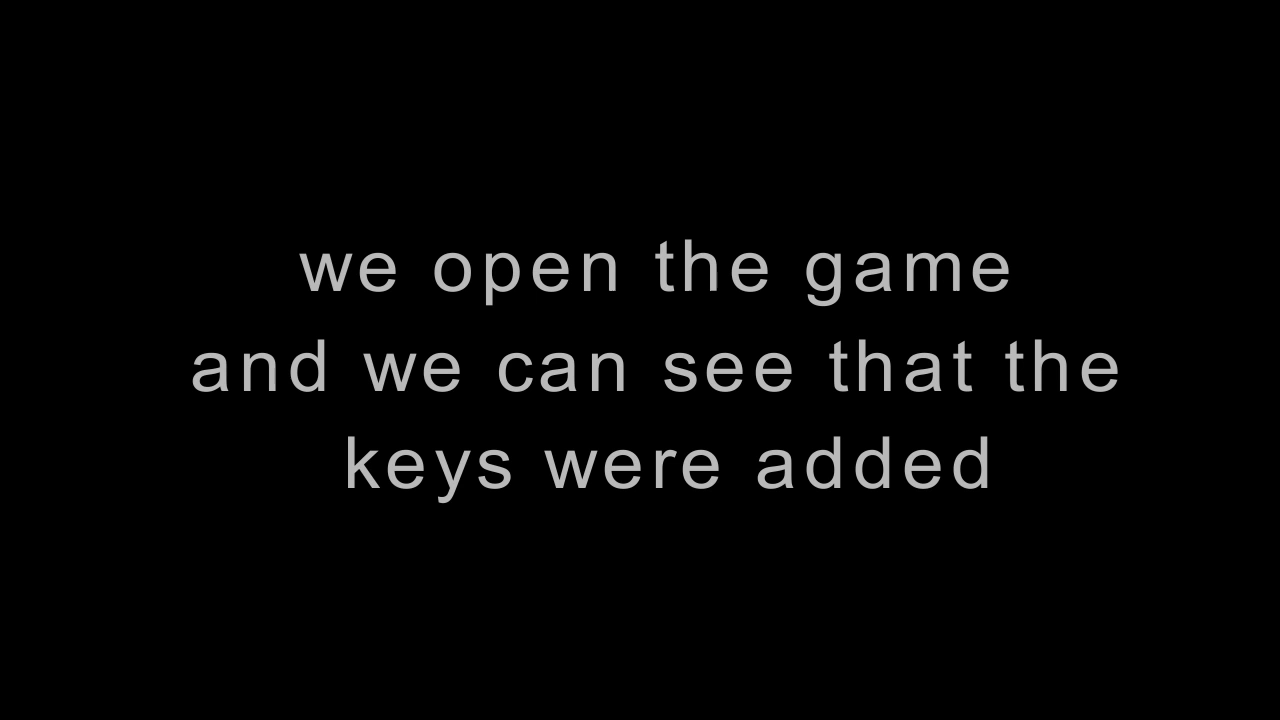 we open the game
and we can see that the
keys were added